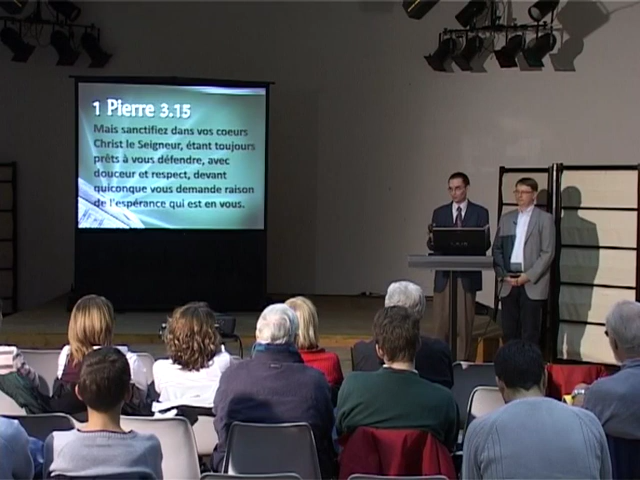 1 Pierre 3.15
Mais sanctifiez dans vos coeurs
Christ le Seigneur, étant toujours
prêts à vous défendre, avec
douceur et respect, devant
quiconque vous demande raison
de l'espérance qui est en vous.